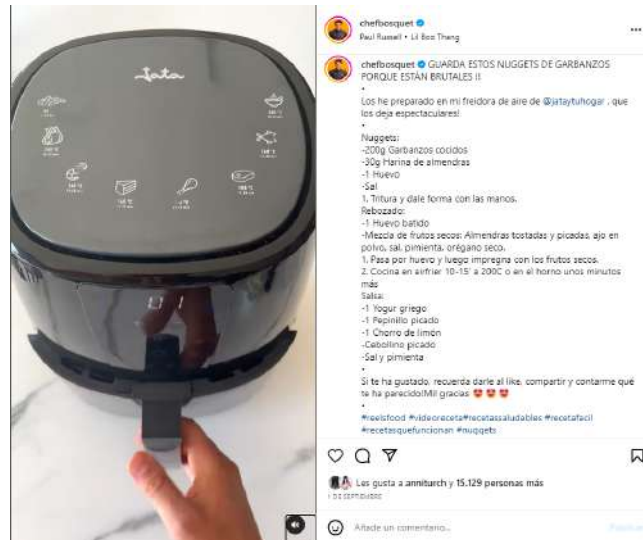 Jata
01
chefbosquet
Paul Russell • Lil Boo Thang
chefbosquet GUARDA ESTOS NUGGETS DE GARBANZOS
PORQUE ESTÁN BRUTALES !!
•
Los he preparado en mi freidora de aire de @jataytuhogar , que
los deja espectaculares!
•
Nuggets:
-200g Garbanzos cocidos
-30g Harina de almendras
-1 Huevo
-Sal
1. Tritura y dale forma con las manos.
Rebozado:
-1 Huevo batido
-Mezcla de frutos secos: Almendras tostadas y picadas, ajo en
polvo, sal, pimienta, orégano seco.
1. Pasa por huevo y luego impregna con los frutos secos.
2. Cocina en airfrier 10-15' a 200C o en el horno unos minutos
más
Salsa:
-1 Yogur griego
-1 Pepinillo picado
-1 Chorro de limón
-Cebollino picado
-Sal y pimienta
•
Si te ha gustado, recuerda darle al like, compartir y contarme qué
te ha parecido!Mil gracias 😍😍😍
•
#reelsfood #videoreceta#recetassaludables #recetafacil
#recetasquefuncionan #nuggets
Les gusta a anniturch y 15.129 personas más
1 DE SEPTIEMBRE
Añade un comentario...